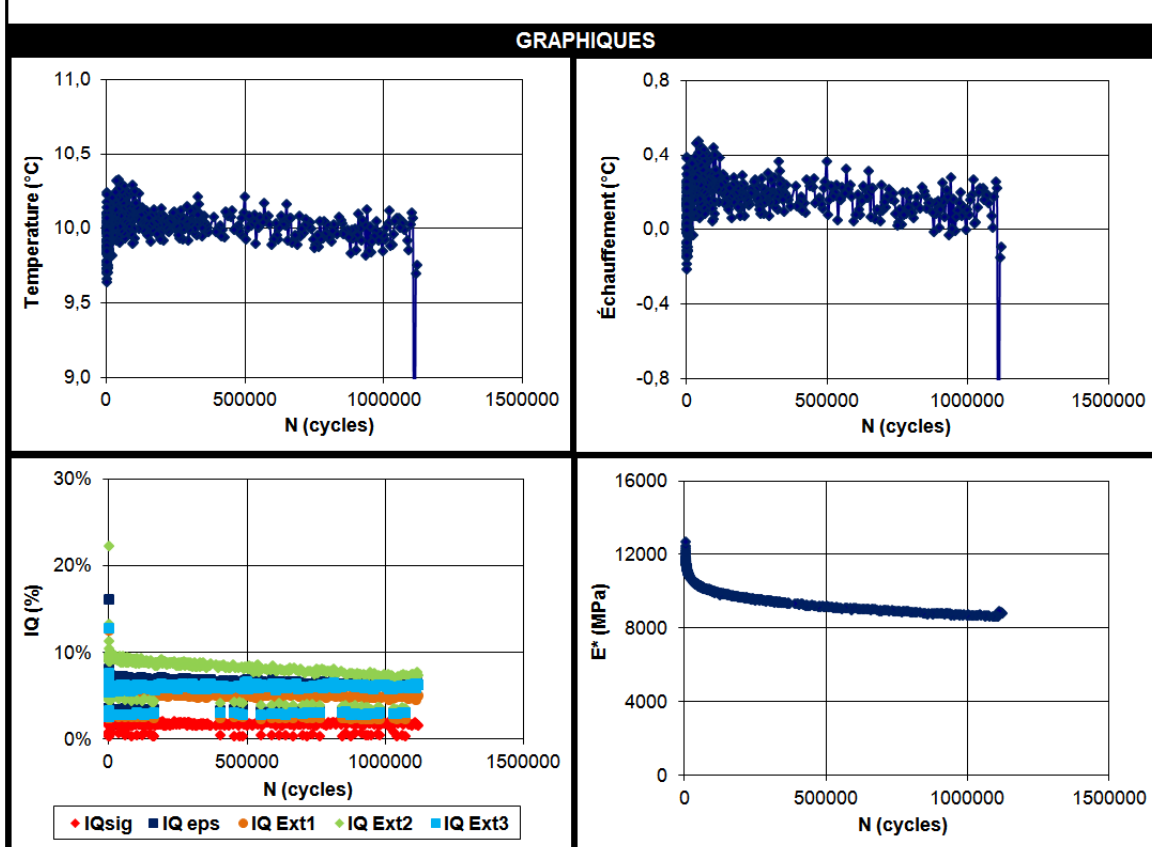 GRAPHIQUES
11,0
10,5
10,0
9,5
9,0
Temperature (°C)
0 500000 1000000 1500000
N (cycles)
0,8
0,4
0,0
-0,4
-0,8
Échauffement (°C)
0 500000 1000000 1500000
N (cycles)
30%
20%
10%
0%
IQ (%)
0 500000 1000000 1500000
N (cycles)
IQsig IQ eps IQ Ext1 IQ Ext2 IQ Ext3
16000
12000
8000
4000
0
E* (MPa)
0 500000 1000000 1500000
N (cycles)